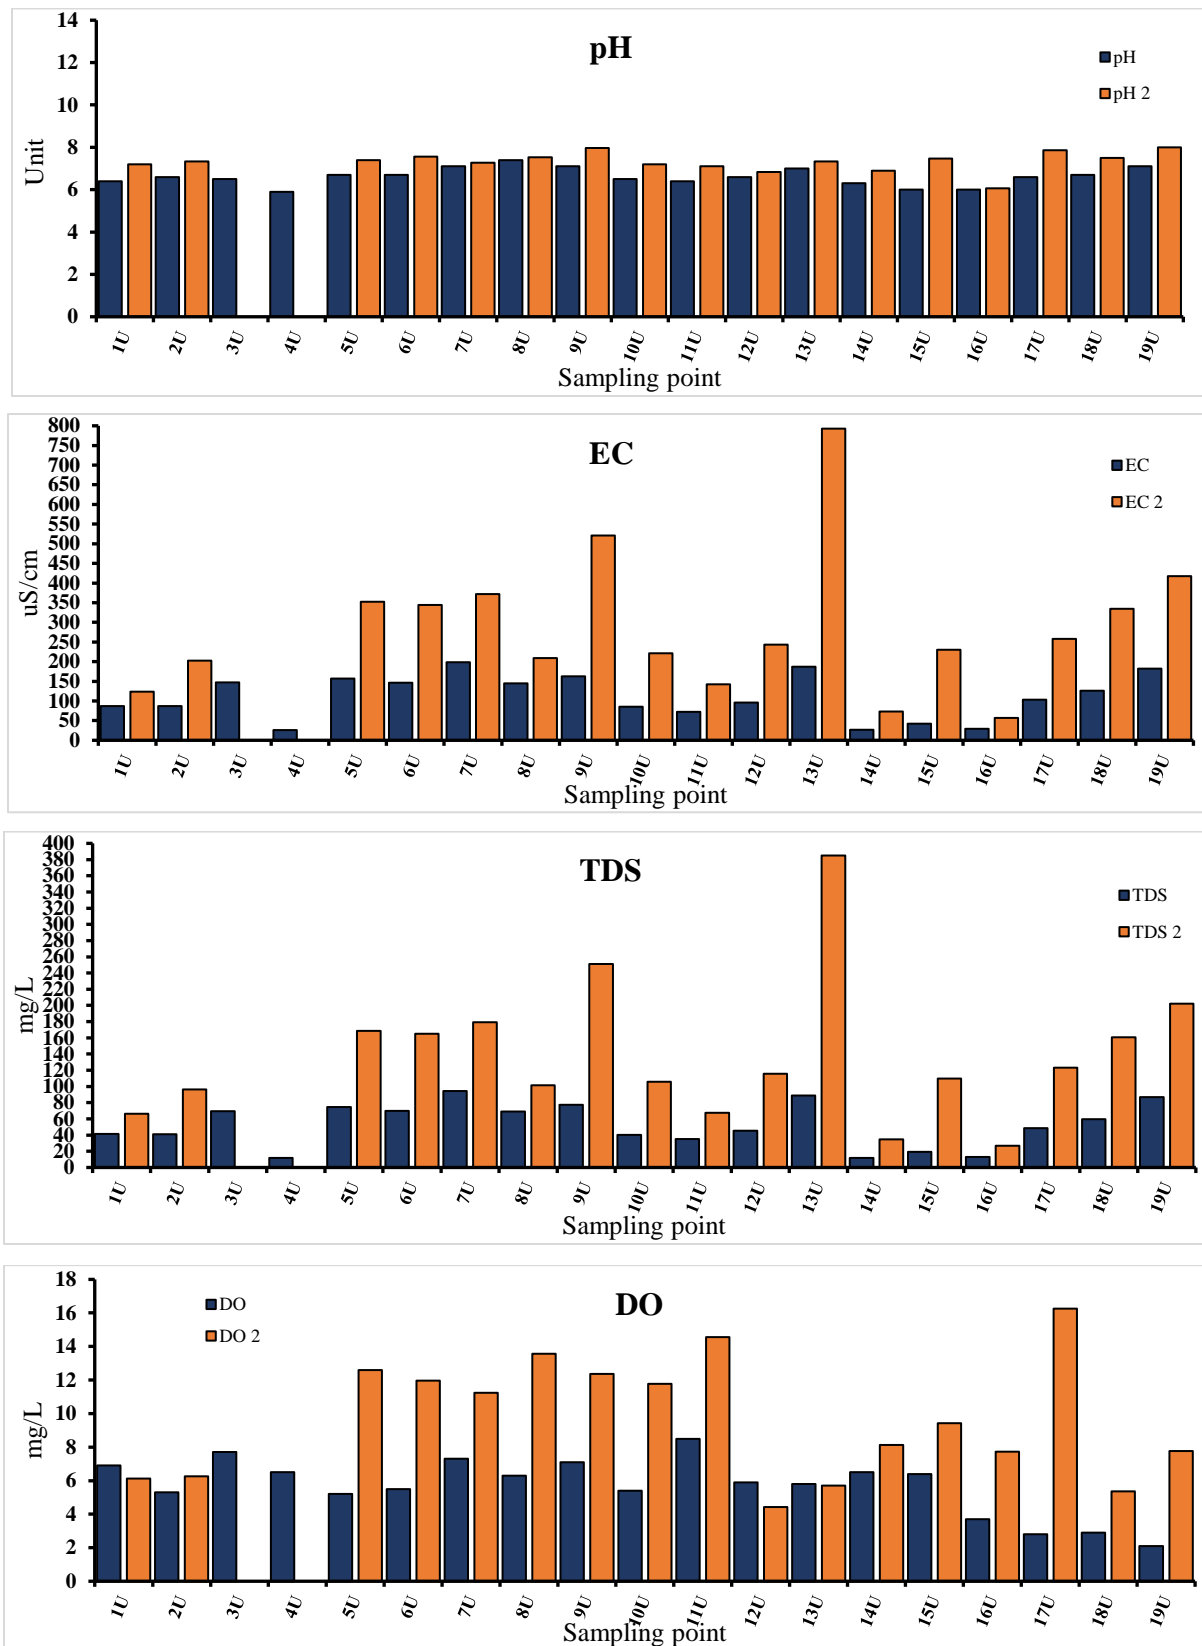 pH
Unit
14
12
10
8
6
4
2
0
pH
pH 2
1U 2U 3U 4U 5U 6U 7U 8U 9U 10U 11U 12U 13U 14U 15U 16U 17U 18U 19U
Sampling point
EC
uS/cm
800
750
700
650
600
550
500
450
400
350
300
250
200
150
100
50
0
EC
EC 2
1U 2U 3U 4U 5U 6U 7U 8U 9U 10U 11U 12U 13U 14U 15U 16U 17U 18U 19U
Sampling point
TDS
mg/L
400
380
360
340
320
300
280
260
240
220
200
180
160
140
120
100
80
60
40
20
0
TDS
TDS 2
1U 2U 3U 4U 5U 6U 7U 8U 9U 10U 11U 12U 13U 14U 15U 16U 17U 18U 19U
Sampling point
DO
mg/L
18
16
14
12
10
8
6
4
2
0
DO
DO 2
1U 2U 3U 4U 5U 6U 7U 8U 9U 10U 11U 12U 13U 14U 15U 16U 17U 18U 19U
Sampling point